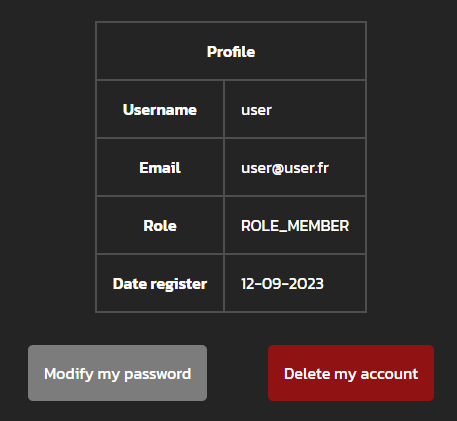 Profile
Username user
Email user@user.fr
Role ROLE_MEMBER
Date register 12-09-2023
Modify my password Delete my account